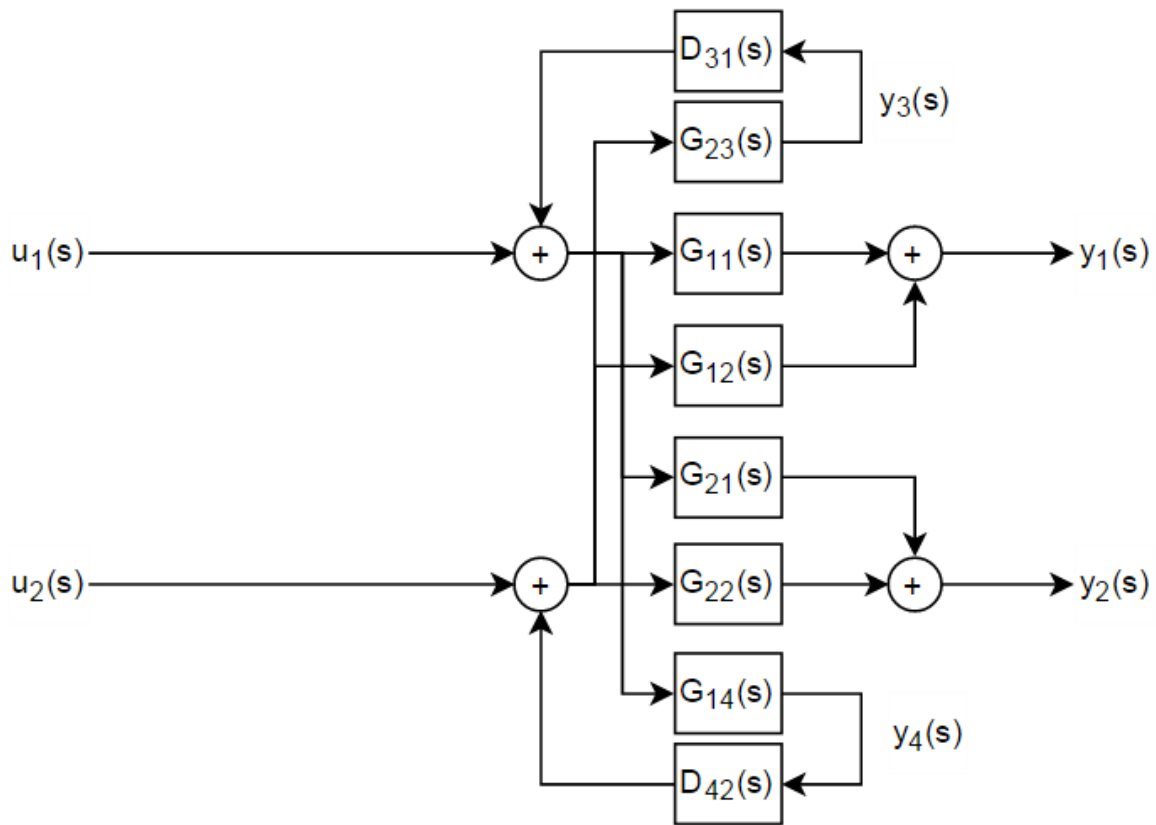 D31(s)
y3(s)
G23(s)
u1(s)
+
G11(s)
+
y1(s)
G12(s)
G21(s)
u2(s)
+
G22(s)
+
y2(s)
G14(s)
y4(s)
D42(s)